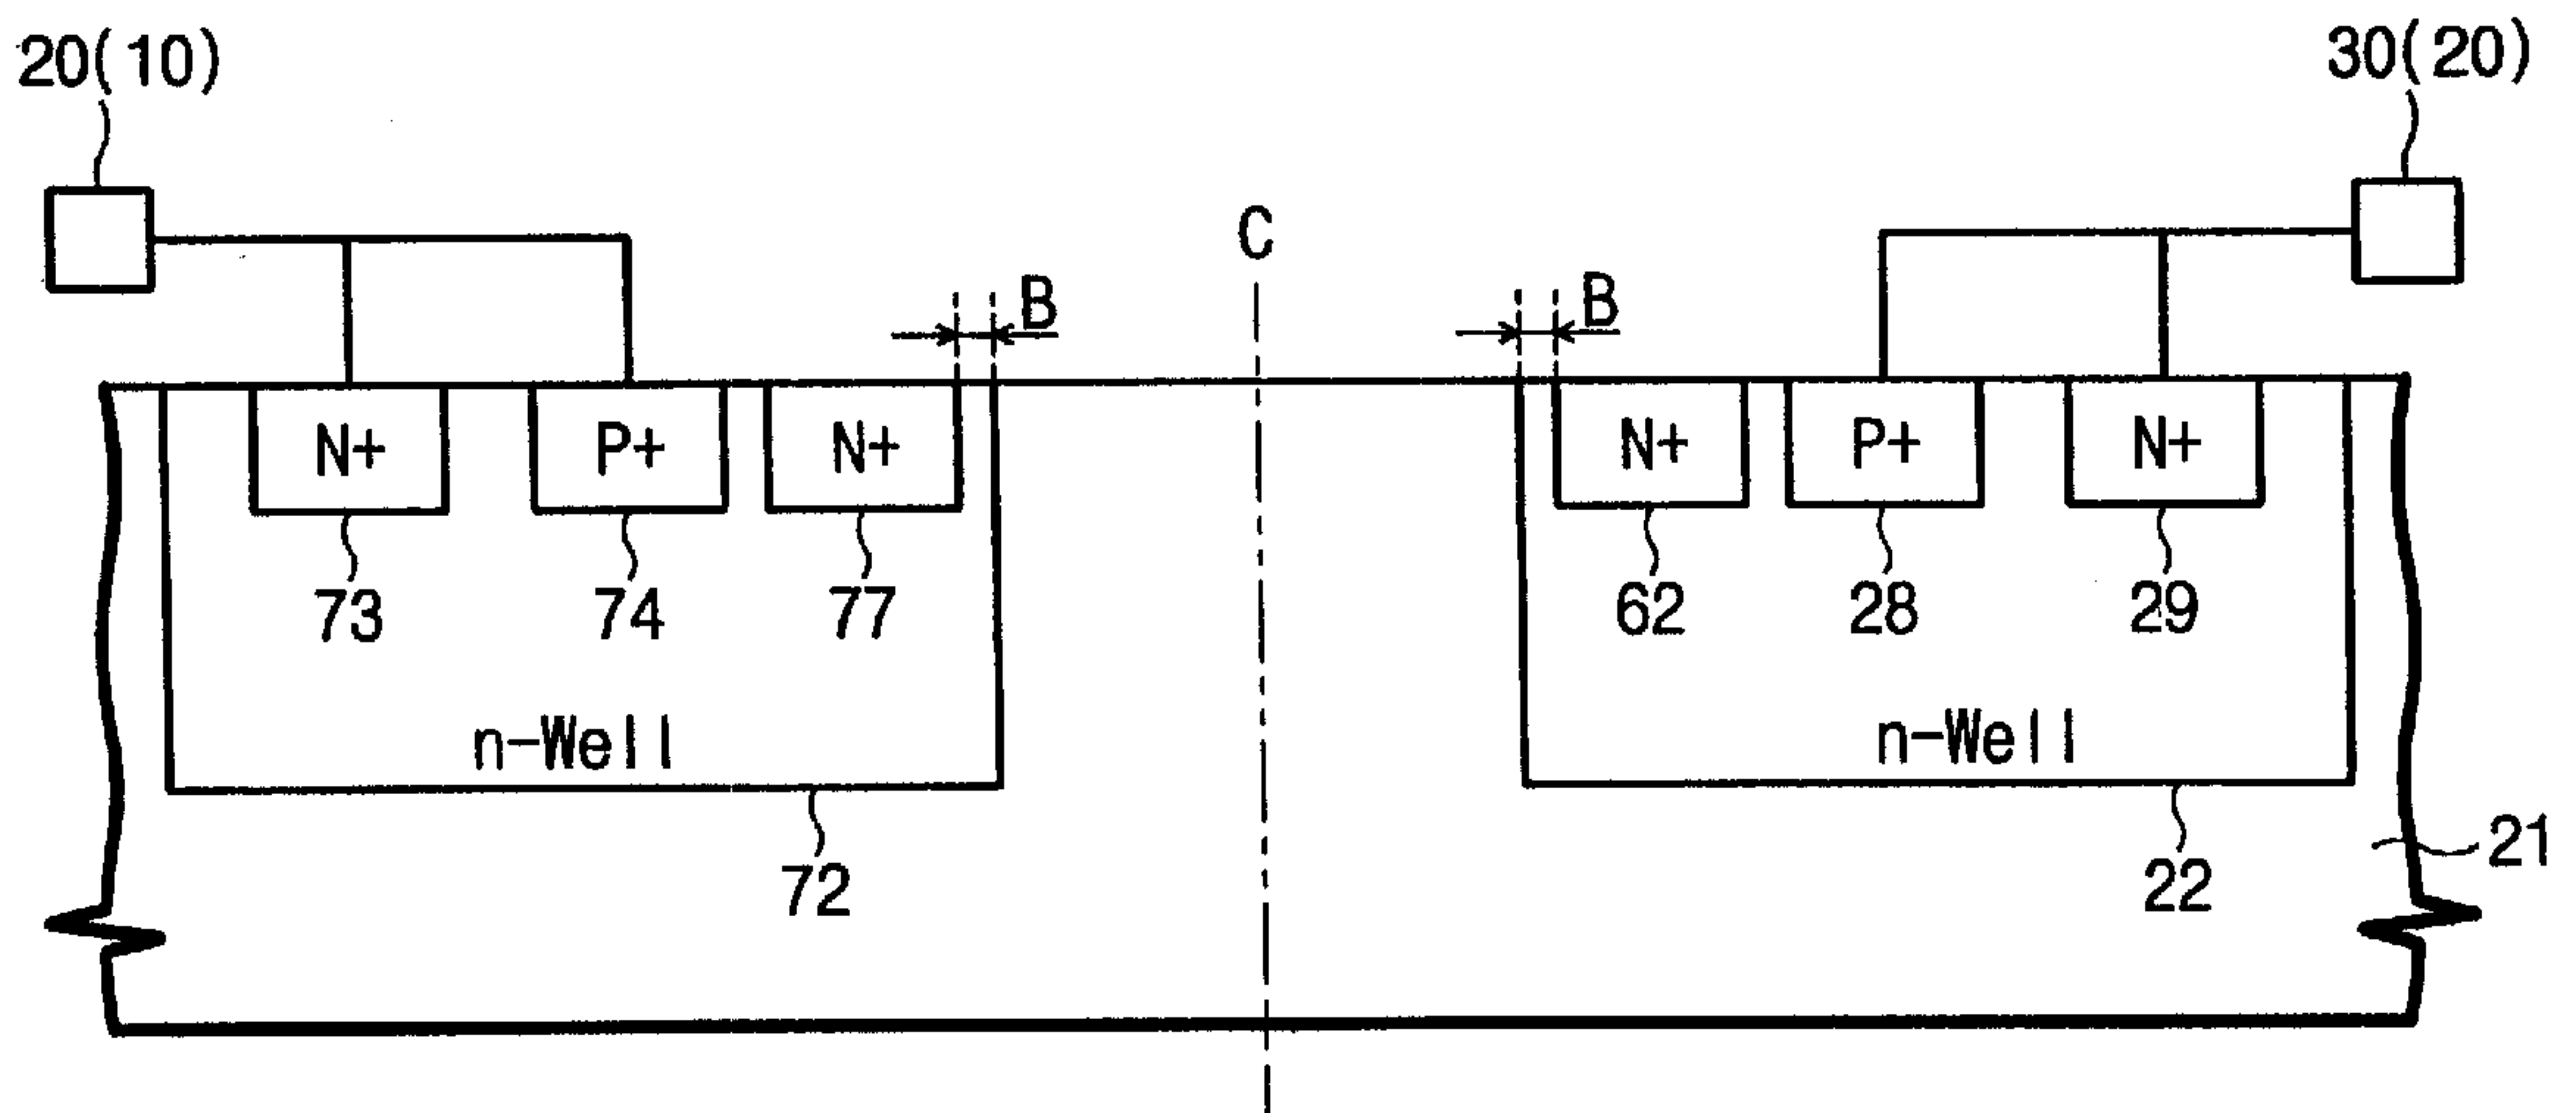 20(10) 30(20)
C
B B
N+ P+ N+ N+ P+ N+
73 74 77 62 28 29
n-Well n-Well
21
72 22